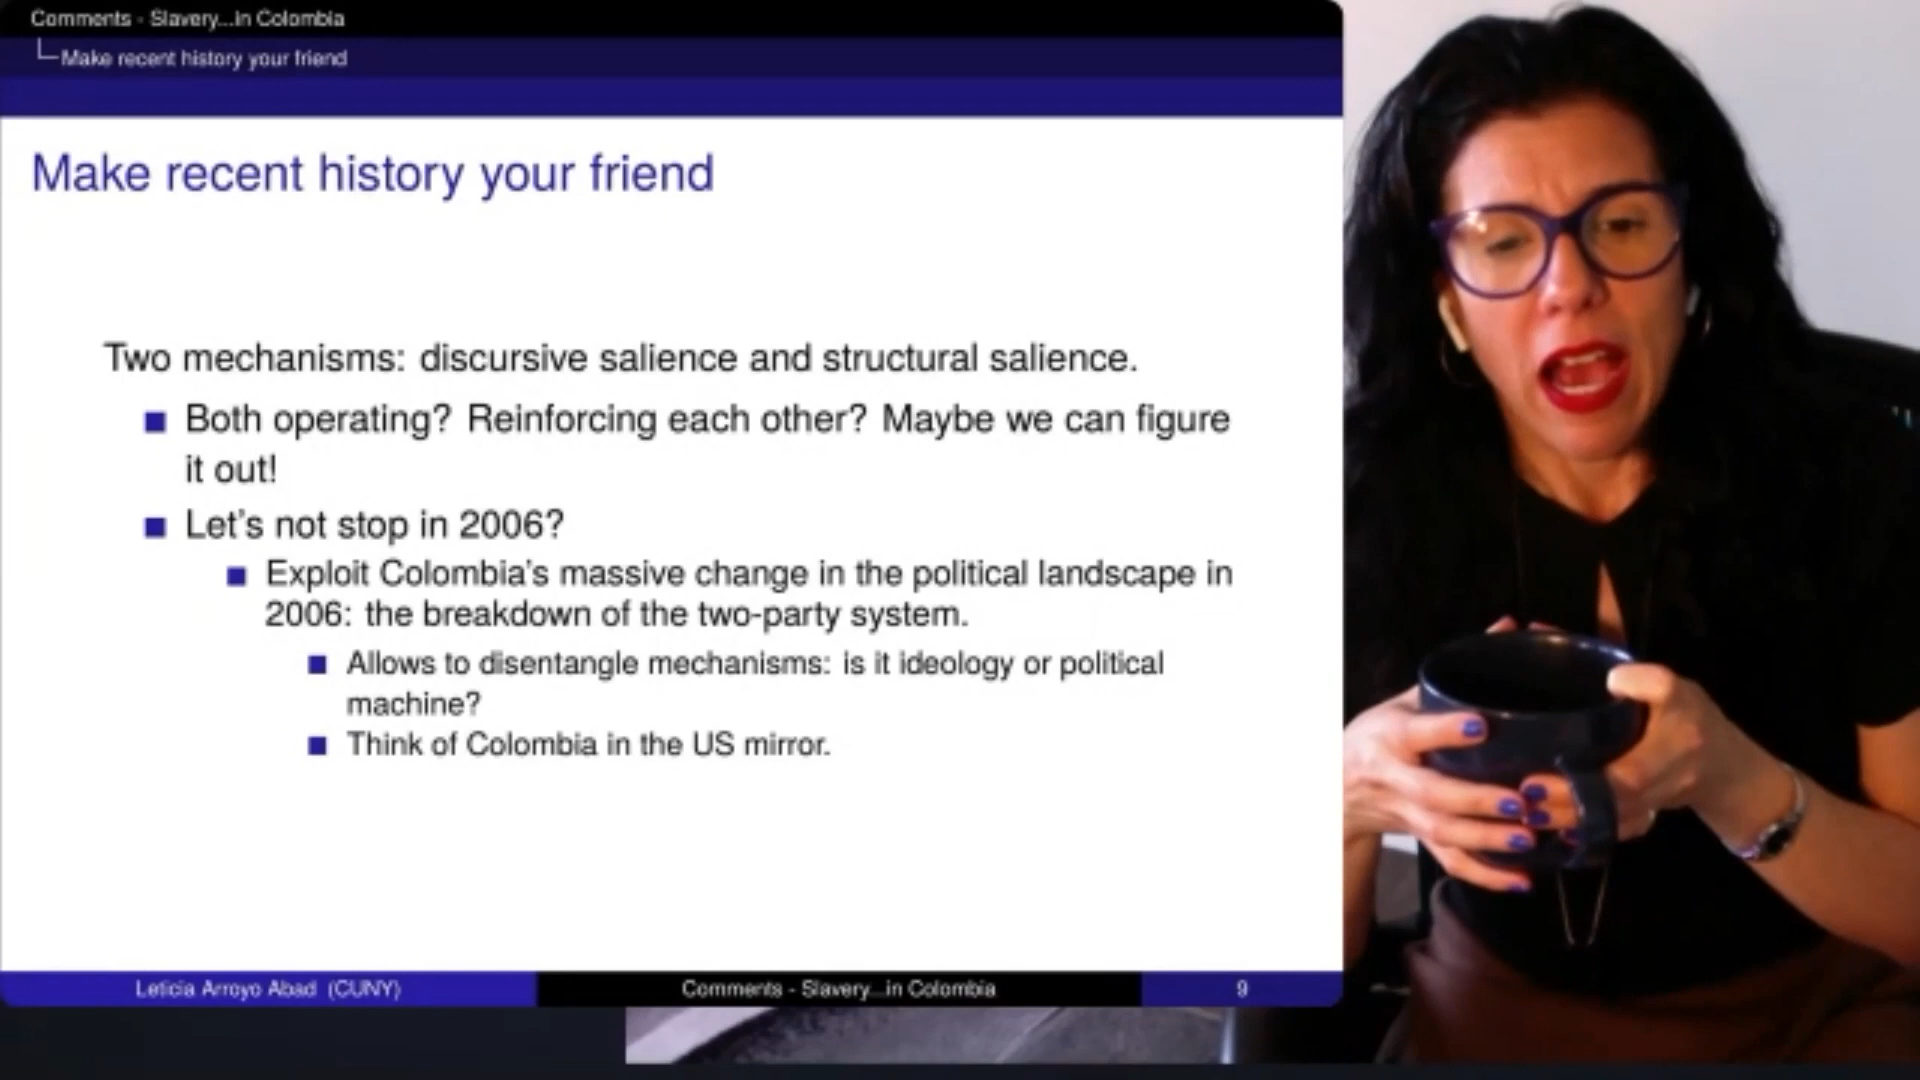 Comments - Slavery...in Colombia
Make recent history your friend
Make recent history your friend
Two mechanisms: discursive salience and structural salience.
Both operating? Reinforcing each other? Maybe we can figure
it out!
Let's not stop in 2006?
Exploit Colombia's massive change in the political landscape in
2006: the breakdown of the two-party system.
Allows to disentangle mechanisms: is it ideology or political
machine?
Think of Colombia in the US mirror.
Leticia Arroyo Abad (CUNY)
Comments - Slavery...in Colombia
9